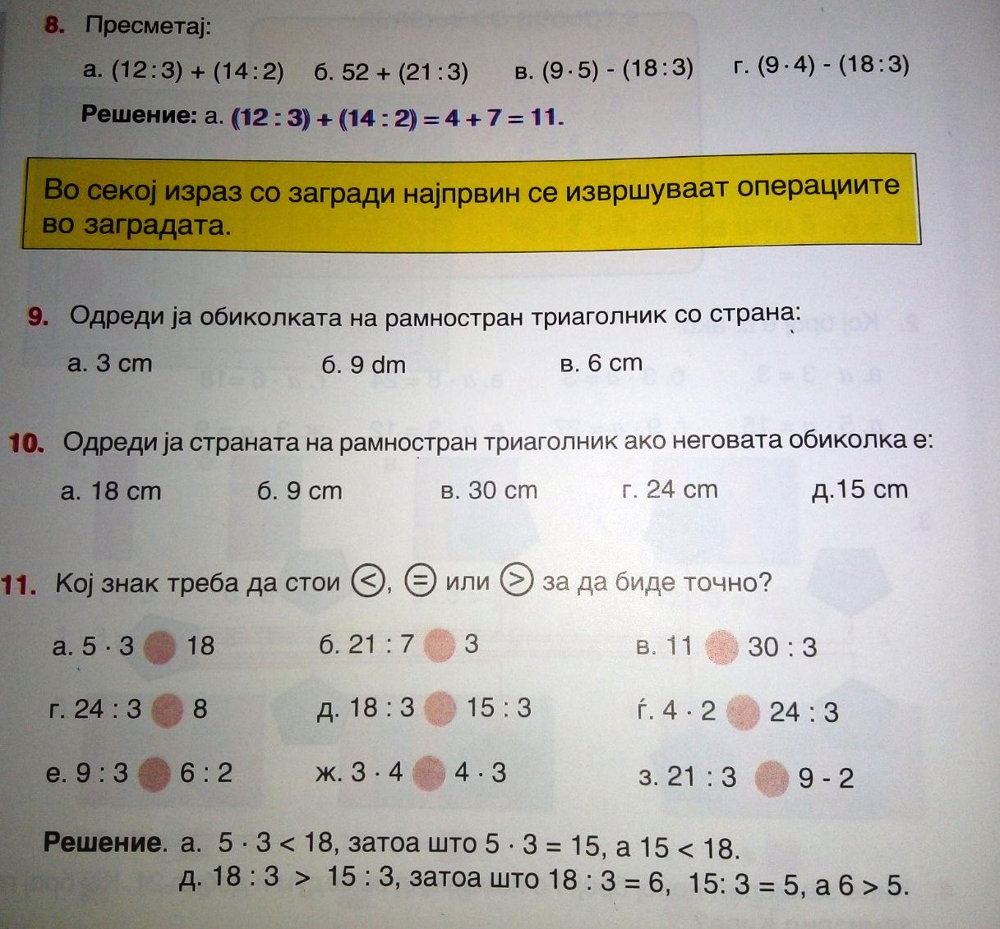 8. Пресметај:
а. (12:3) + (14:2) б. 52 + (21:3) в. (9·5) - (18:3) г. (9·4) - (18:3)
Решение: а. (12 : 3) + (14 : 2) = 4 + 7 = 11.
Во секој израз со загради најпрвин се извршуваат операциите
во заградата.
9. Одреди ја обиколката на рамностран триаголник со страна:
а. 3 cm б. 9 dm в. 6 cm
10. Одреди ја страната на рамностран триаголник ако неговата обиколка е:
а. 18 cm б. 9 cm в. 30 cm г. 24 cm д.15 cm
11. Кој знак треба да стои <, = или > за да биде точно?
а. 5 · 3 18 б. 21 : 7 3 в. 11 30 : 3
г. 24 : 3 8 д. 18 : 3 15 : 3 ѓ. 4 · 2 24 : 3
е. 9 : 3 6 : 2 ж. 3 · 4 4 · 3 з. 21 : 3 9 - 2
Решение. а. 5 · 3 < 18, затоа што 5 · 3 = 15, а 15 < 18.
д. 18 : 3 > 15 : 3, затоа што 18 : 3 = 6, 15: 3 = 5, а 6 > 5.